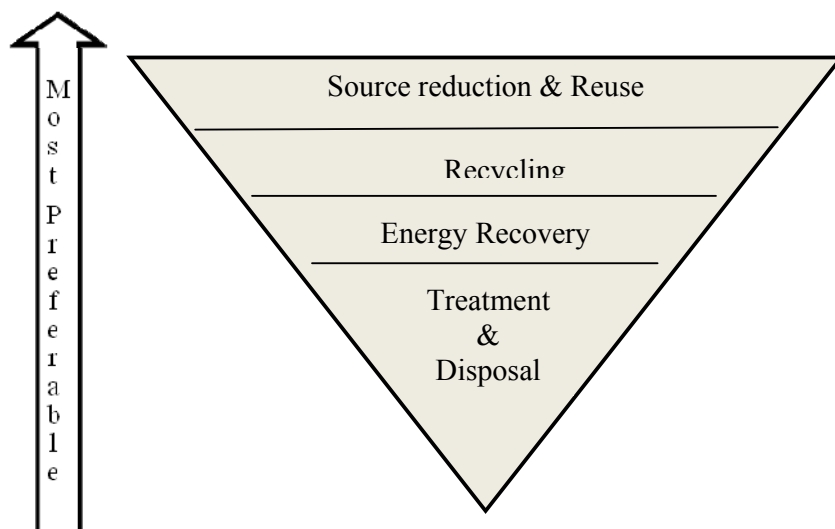 Most Preferable
Source reduction & Reuse
Recycling
Energy Recovery
Treatment
&
Disposal